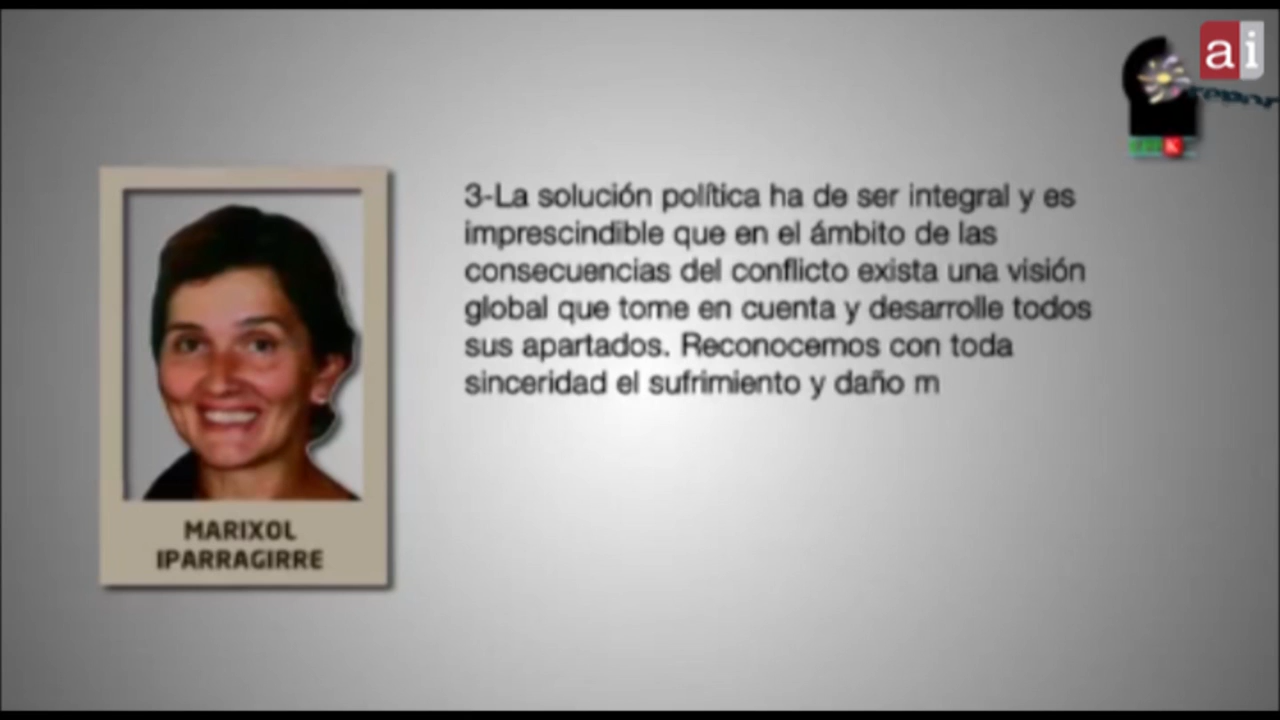 ai
3-La solución política ha de ser integral y es
imprescindible que en el ámbito de las
consecuencias del conflicto exista una visión
global que tome en cuenta y desarrolle todos
sus apartados. Reconocemos con toda
sinceridad el sufrimiento y daño m
MARIXOL
IPARRAGIRRE